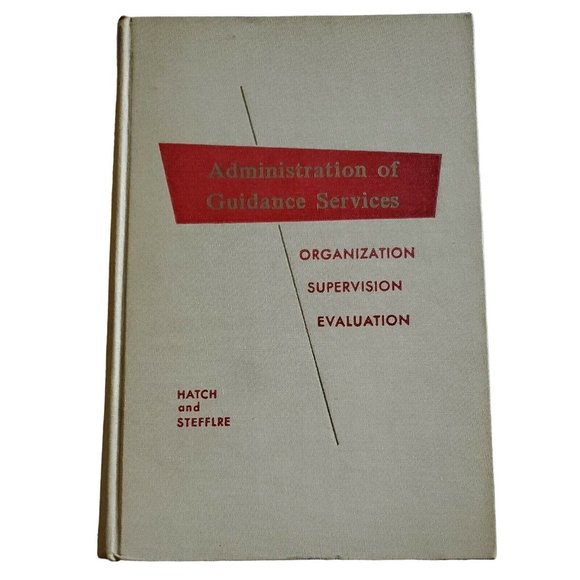 Administration of
Guidance Services
ORGANIZATION
SUPERVISION
EVALUATION
HATCH
and
STEFFLRE